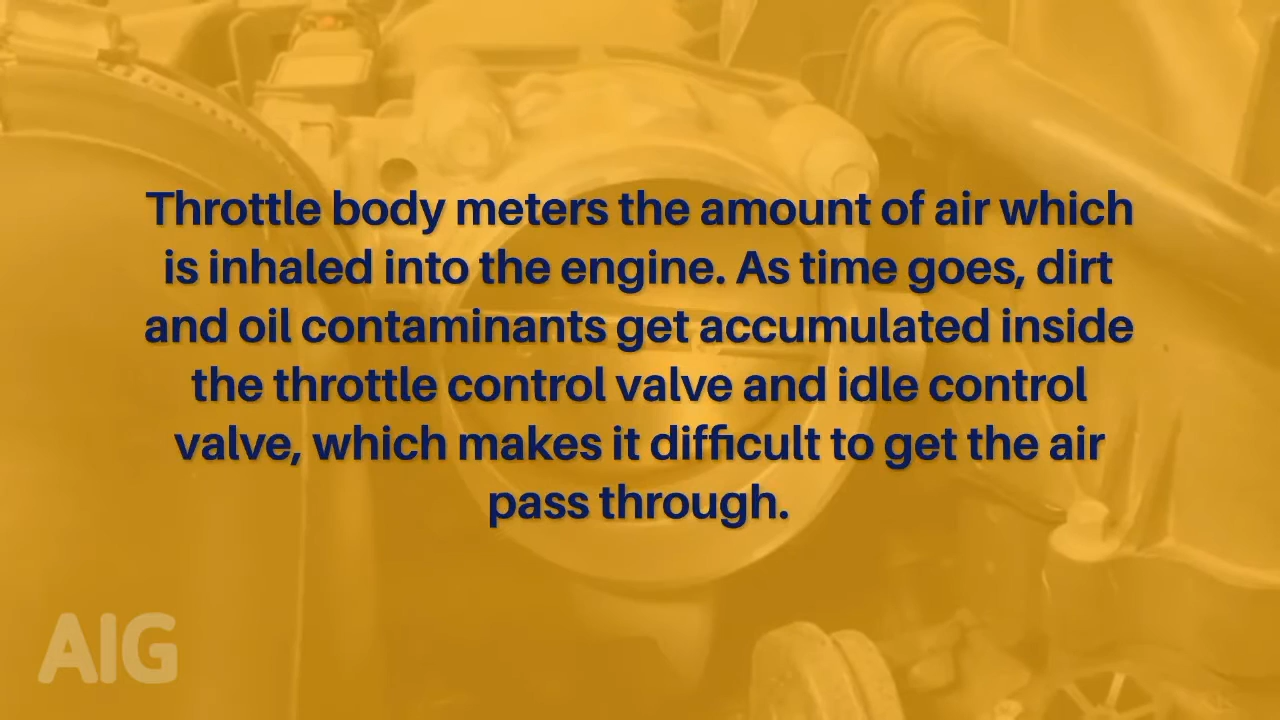 Throttle body meters the amount of air which
is inhaled into the engine. As time goes, dirt
and oil contaminants get accumulated inside
the throttle control valve and idle control
valve, which makes it difficult to get the air
pass through.
AIG